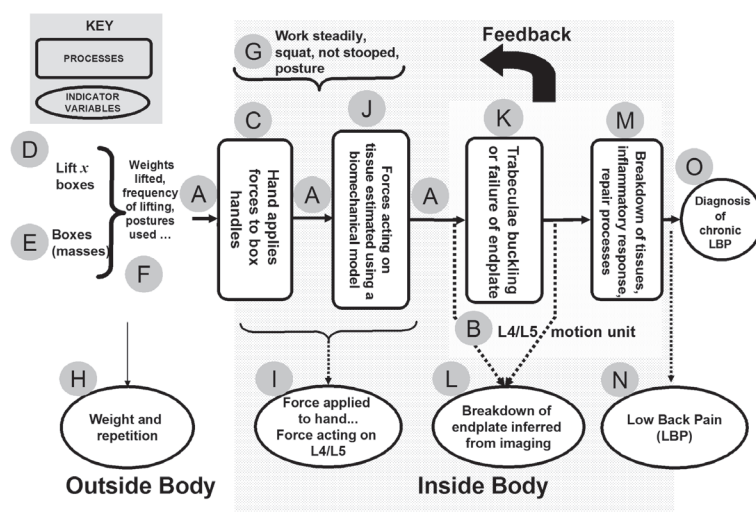 KEY
PROCESSES
INDICATOR
VARIABLES
G
Work steadily,
squat, not stooped,
posture
Feedback
D
Lift x
boxes
E
Boxes
(masses)
Weights
lifted,
frequency
of lifting,
postures
used ...
F
A
C
Hand applies
forces to box
handles
A
J
Forces acting on
tissue estimated using a
biomechanical model
A
K
Trabeculae buckling
or failure of endplate
M
Breakdown of tissues,
inflammatory response,
repair processes
O
Diagnosis
of
chronic
LBP
B
L4/L5 motion unit
H
Weight and
repetition
I
Force applied
to hand...
Force acting on
L4/L5
L
Breakdown of
endplate inferred
from imaging
N
Low Back Pain
(LBP)
Outside Body
Inside Body